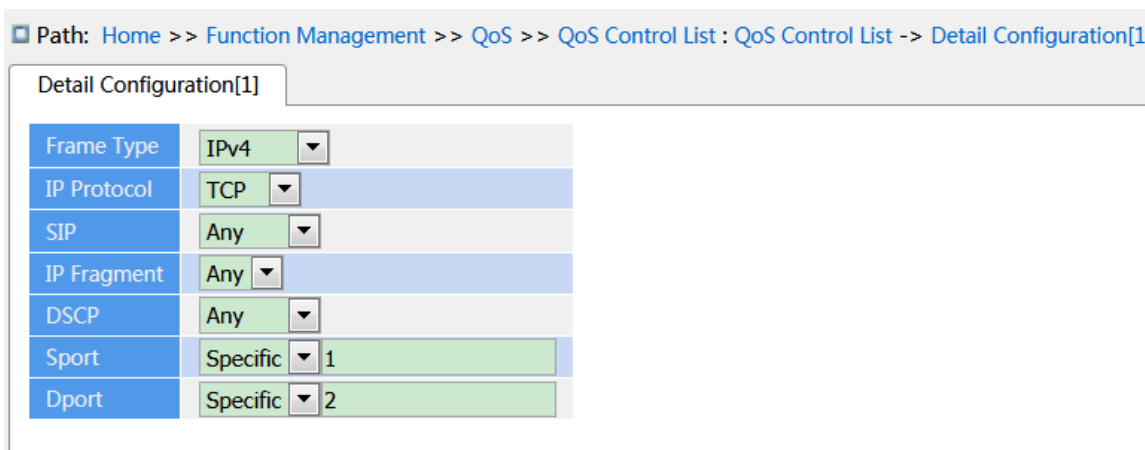 Path: Home >> Function Management >> QoS >> QoS Control List : QoS Control List -> Detail Configuration[1
Detail Configuration[1]
Frame Type IPv4
IP Protocol TCP
SIP Any
IP Fragment Any
DSCP Any
Sport Specific 1
Dport Specific 2